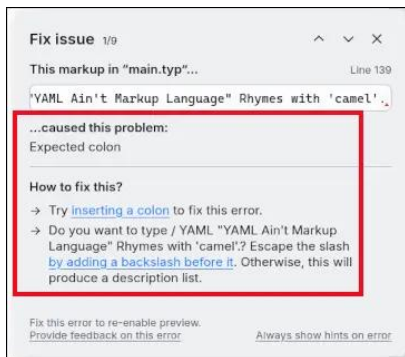 Fix issue 1/9
This markup in “main.typ”... Line 139
"YAML Ain't Markup Language" Rhymes with 'camel'.
...caused this problem:
Expected colon
How to fix this?
→ Try inserting a colon to fix this error.
→ Do you want to type / YAML "YAML Ain't Markup
Language" Rhymes with 'camel'.? Escape the slash
by adding a backslash before it. Otherwise, this will
produce a description list.
Fix this error to re-enable preview.
Provide feedback on this error Always show hints on error